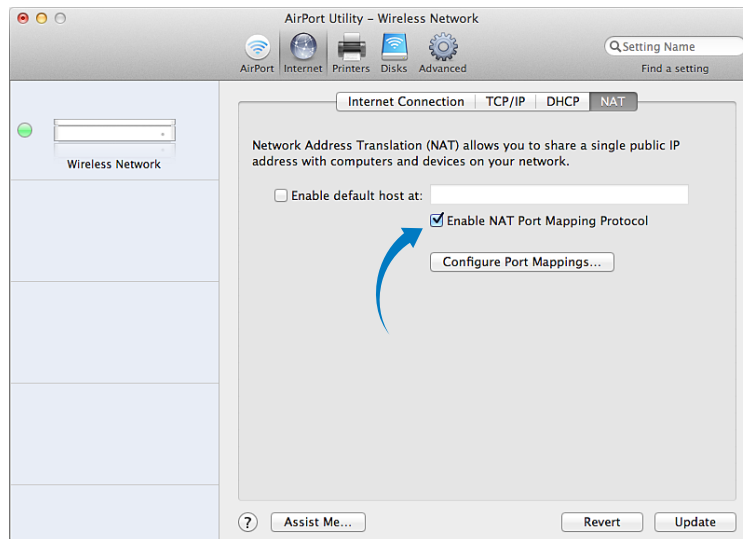 AirPort Utility – Wireless Network
AirPort
Internet
Printers
Disks
Advanced
Setting Name
Find a setting
Wireless Network
Internet Connection
TCP/IP
DHCP
NAT
Network Address Translation (NAT) allows you to share a single public IP
address with computers and devices on your network.
Enable default host at:
Enable NAT Port Mapping Protocol
Configure Port Mappings...
?
Assist Me...
Revert
Update